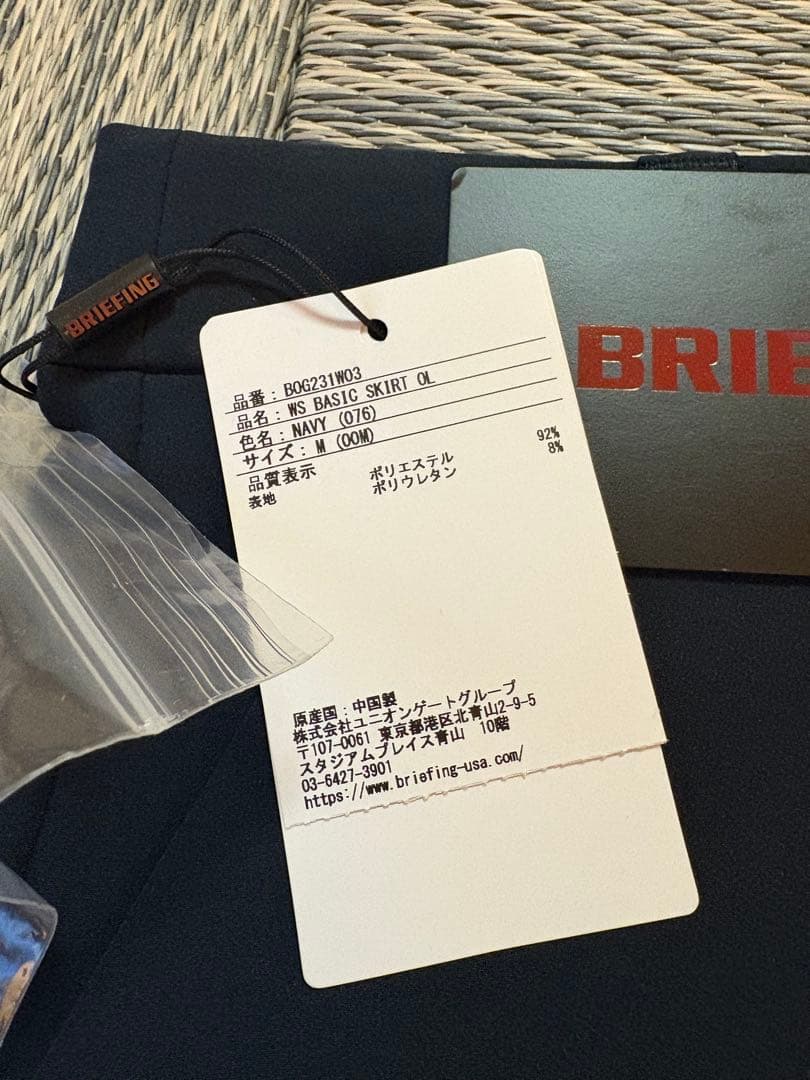 BRIEFING
BRIE
品番：BOG231W03
品名：WS BASIC SKIRT OL
色名：NAVY (076)
サイズ：M (00M)
品質表示
表地
ポリエステル 92%
ポリウレタン 8%
原産国：中国製
株式会社ユニオンゲートグループ
〒107-0061 東京都港区北青山2-9-5
スタジアムプレイス青山 10階
03-6427-3901
https://www.briefing-usa.com/